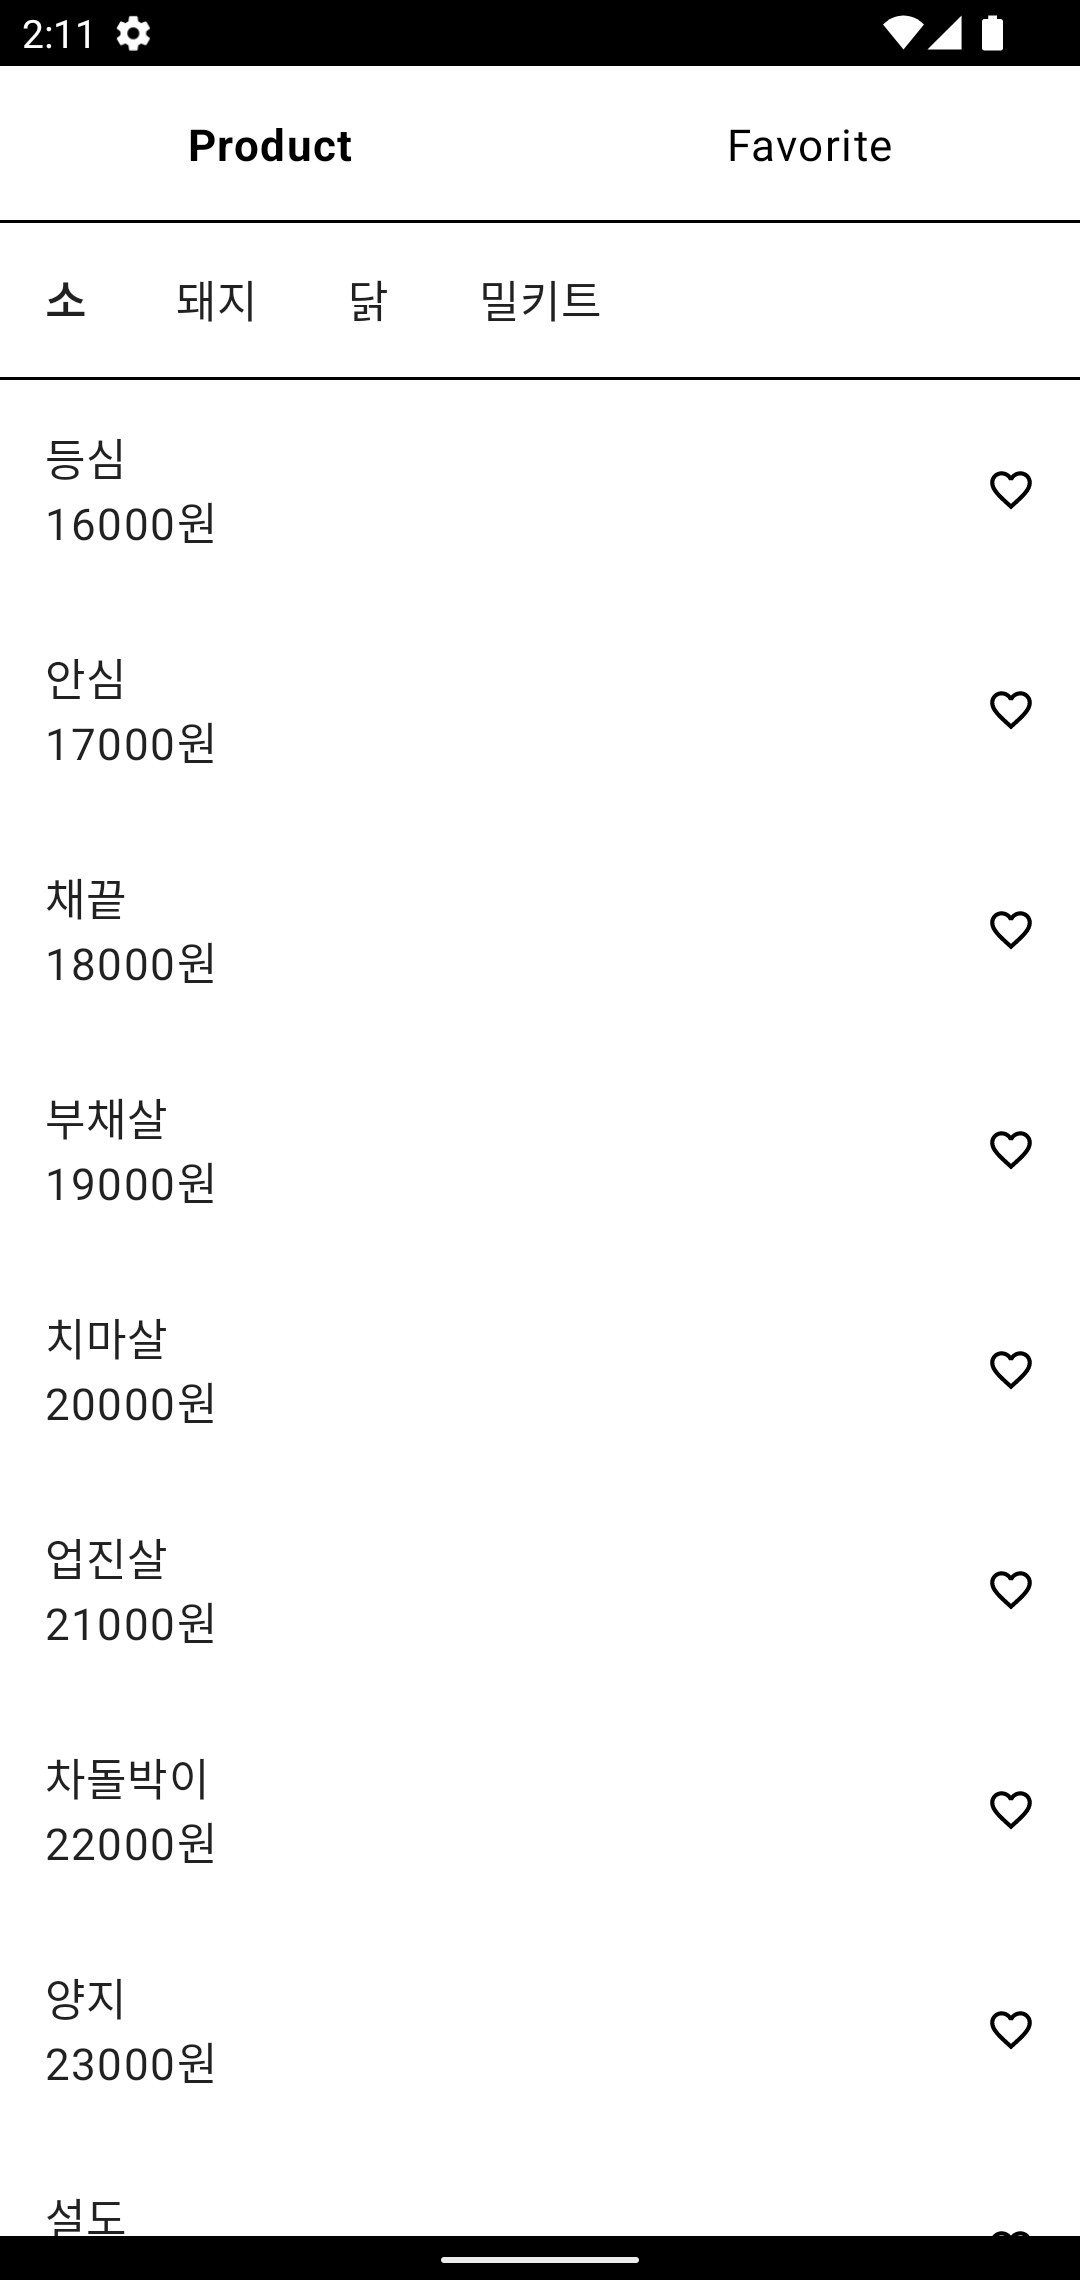 2:11
Product
Favorite
소
돼지
닭
밀키트
등심
16000원
안심
17000원
채끝
18000원
부채살
19000원
치마살
20000원
업진살
21000원
차돌박이
22000원
양지
23000원
설도